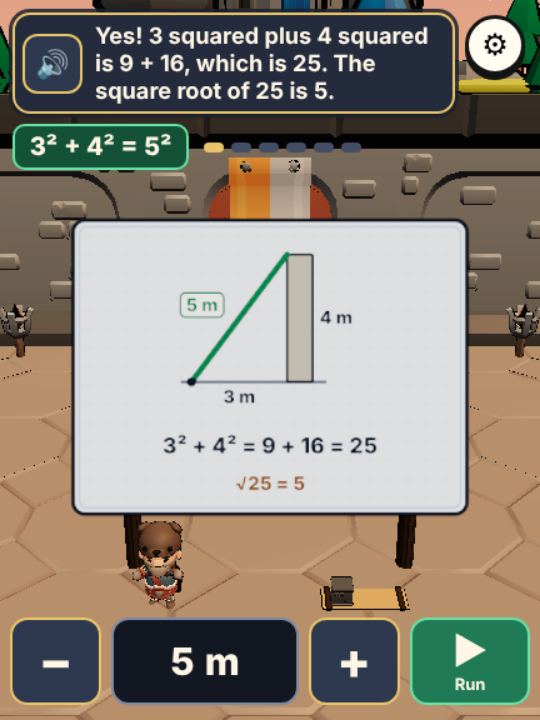 Yes! 3 squared plus 4 squared
is 9 + 16, which is 25. The
square root of 25 is 5.
3² + 4² = 5²
5 m
4 m
3 m
3² + 4² = 9 + 16 = 25
√25 = 5
−
5 m
+
Run